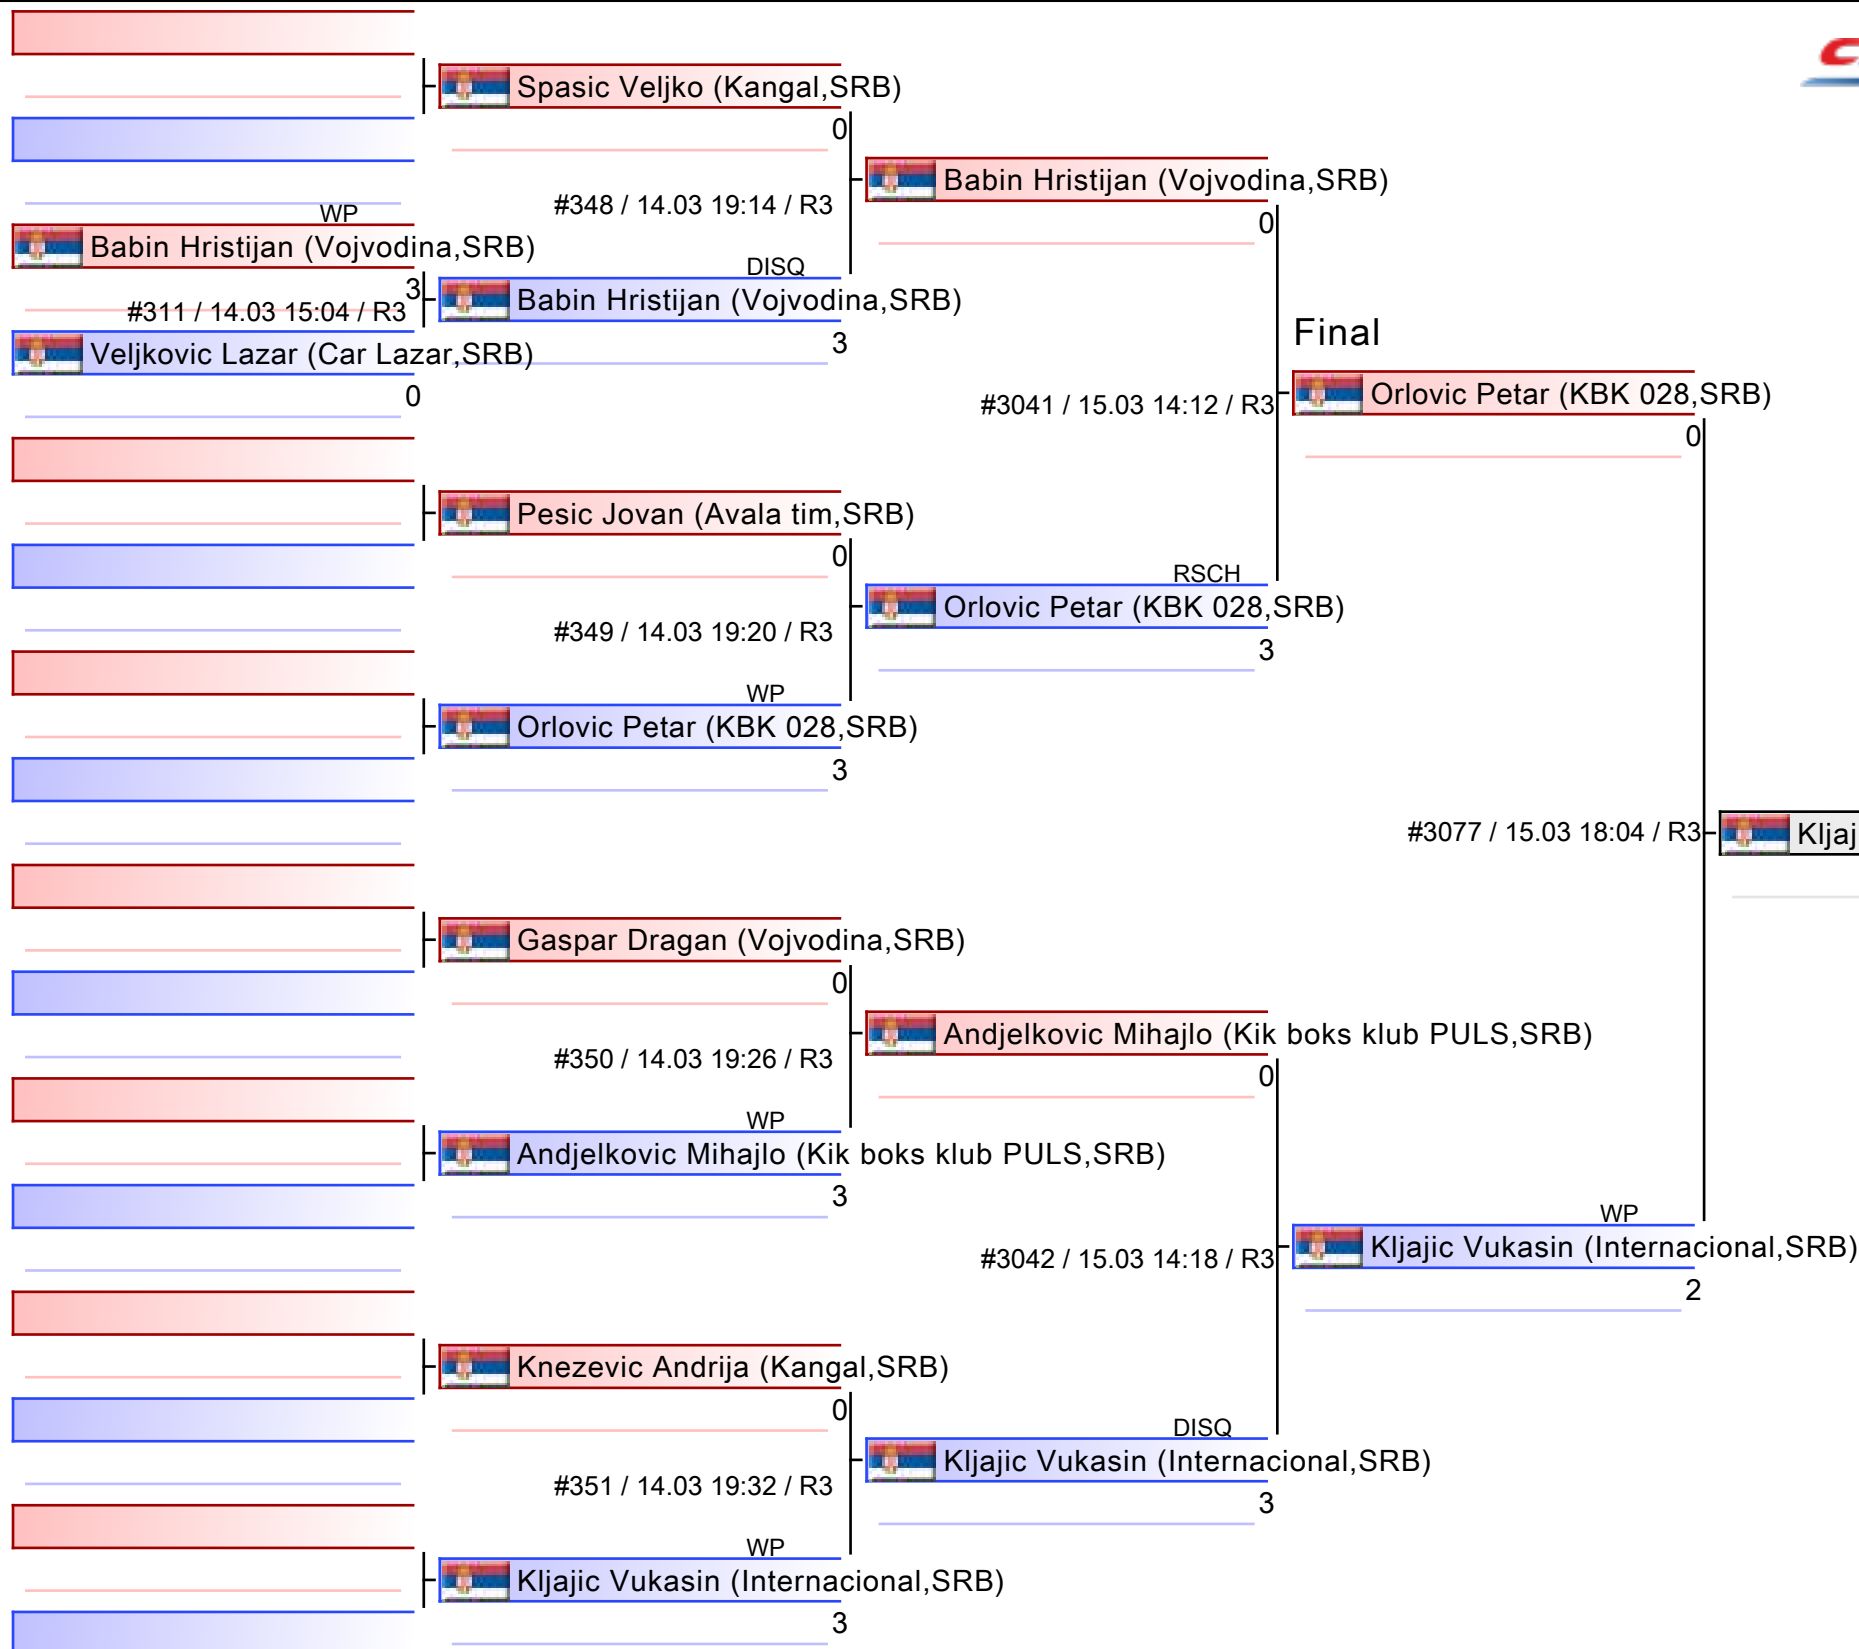 Spasic Veljko (Kangal,SRB)
0
#348 / 14.03 19:14 / R3
WP
Babin Hristijan (Vojvodina,SRB)
3
#311 / 14.03 15:04 / R3
Veljkovic Lazar (Car Lazar,SRB)
0
DISQ
Babin Hristijan (Vojvodina,SRB)
3
Babin Hristijan (Vojvodina,SRB)
0
#3041 / 15.03 14:12 / R3
Final
Orlovic Petar (KBK 028,SRB)
0
Pesic Jovan (Avala tim,SRB)
0
#349 / 14.03 19:20 / R3
RSCH
Orlovic Petar (KBK 028,SRB)
3
WP
Orlovic Petar (KBK 028,SRB)
3
#3077 / 15.03 18:04 / R3
Kljaj
Gaspar Dragan (Vojvodina,SRB)
0
#350 / 14.03 19:26 / R3
Andjelkovic Mihajlo (Kik boks klub PULS,SRB)
0
WP
Andjelkovic Mihajlo (Kik boks klub PULS,SRB)
3
#3042 / 15.03 14:18 / R3
WP
Kljajic Vukasin (Internacional,SRB)
2
Knezevic Andrija (Kangal,SRB)
0
#351 / 14.03 19:32 / R3
DISQ
Kljajic Vukasin (Internacional,SRB)
3
WP
Kljajic Vukasin (Internacional,SRB)
3